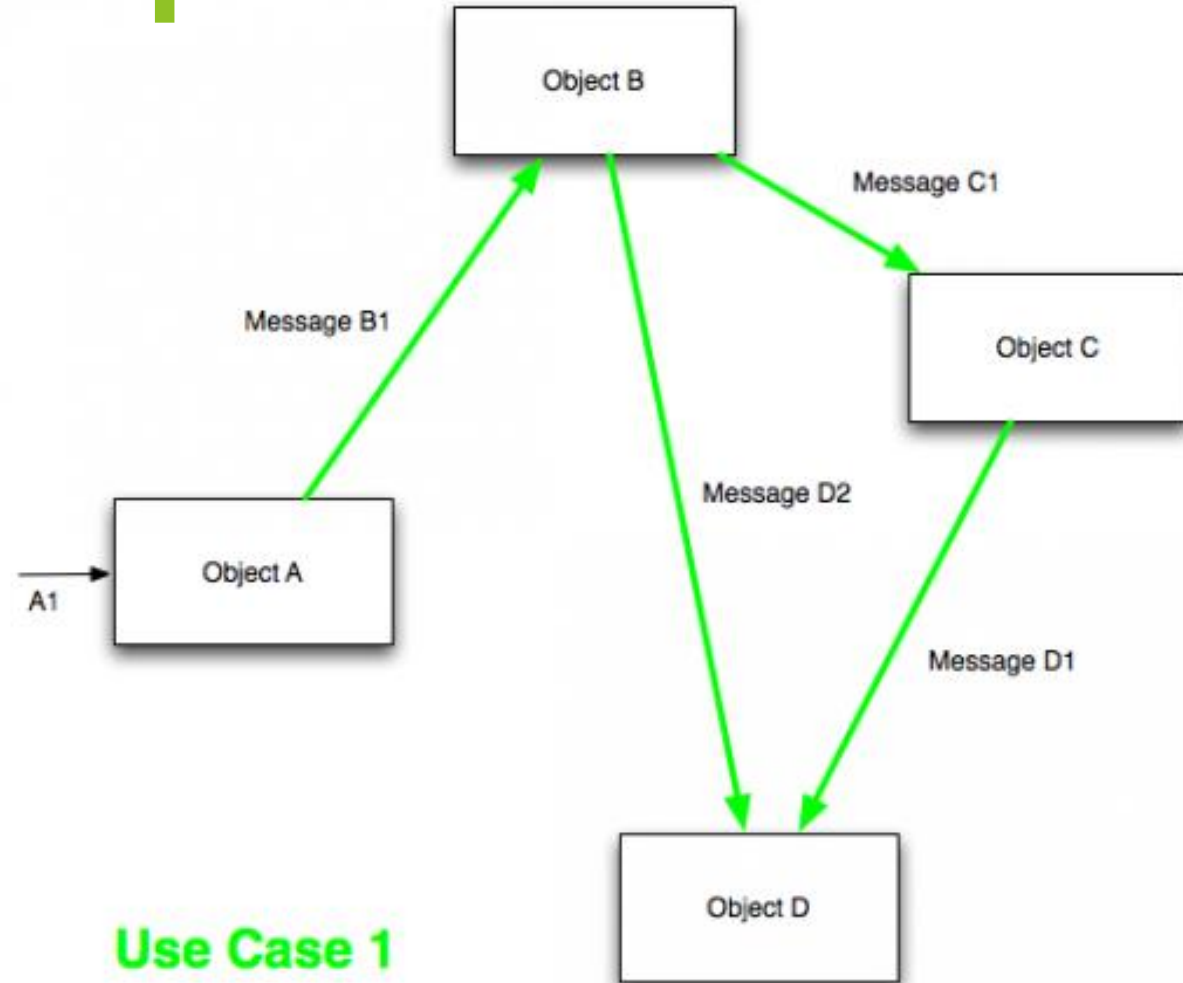 Object B
Message C1
Message B1
Object C
Message D2
Object A
A1
Message D1
Object D
Use Case 1